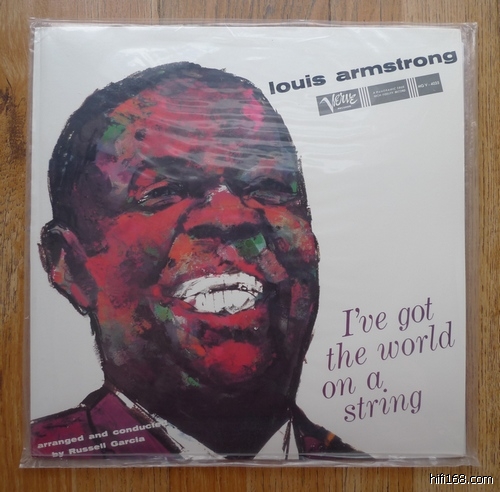 louis armstrong
Verve
I've got
the world
on a
string
arranged and conducted
by Russell Garcia
hifi168.com